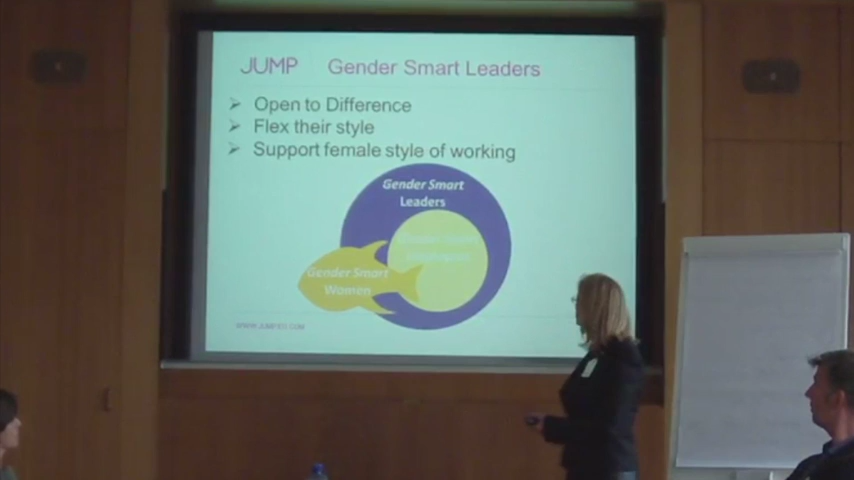 JUMP Gender Smart Leaders
Open to Difference
Flex their style
Support female style of working
Gender Smart
Leaders
Gender Smart
Women